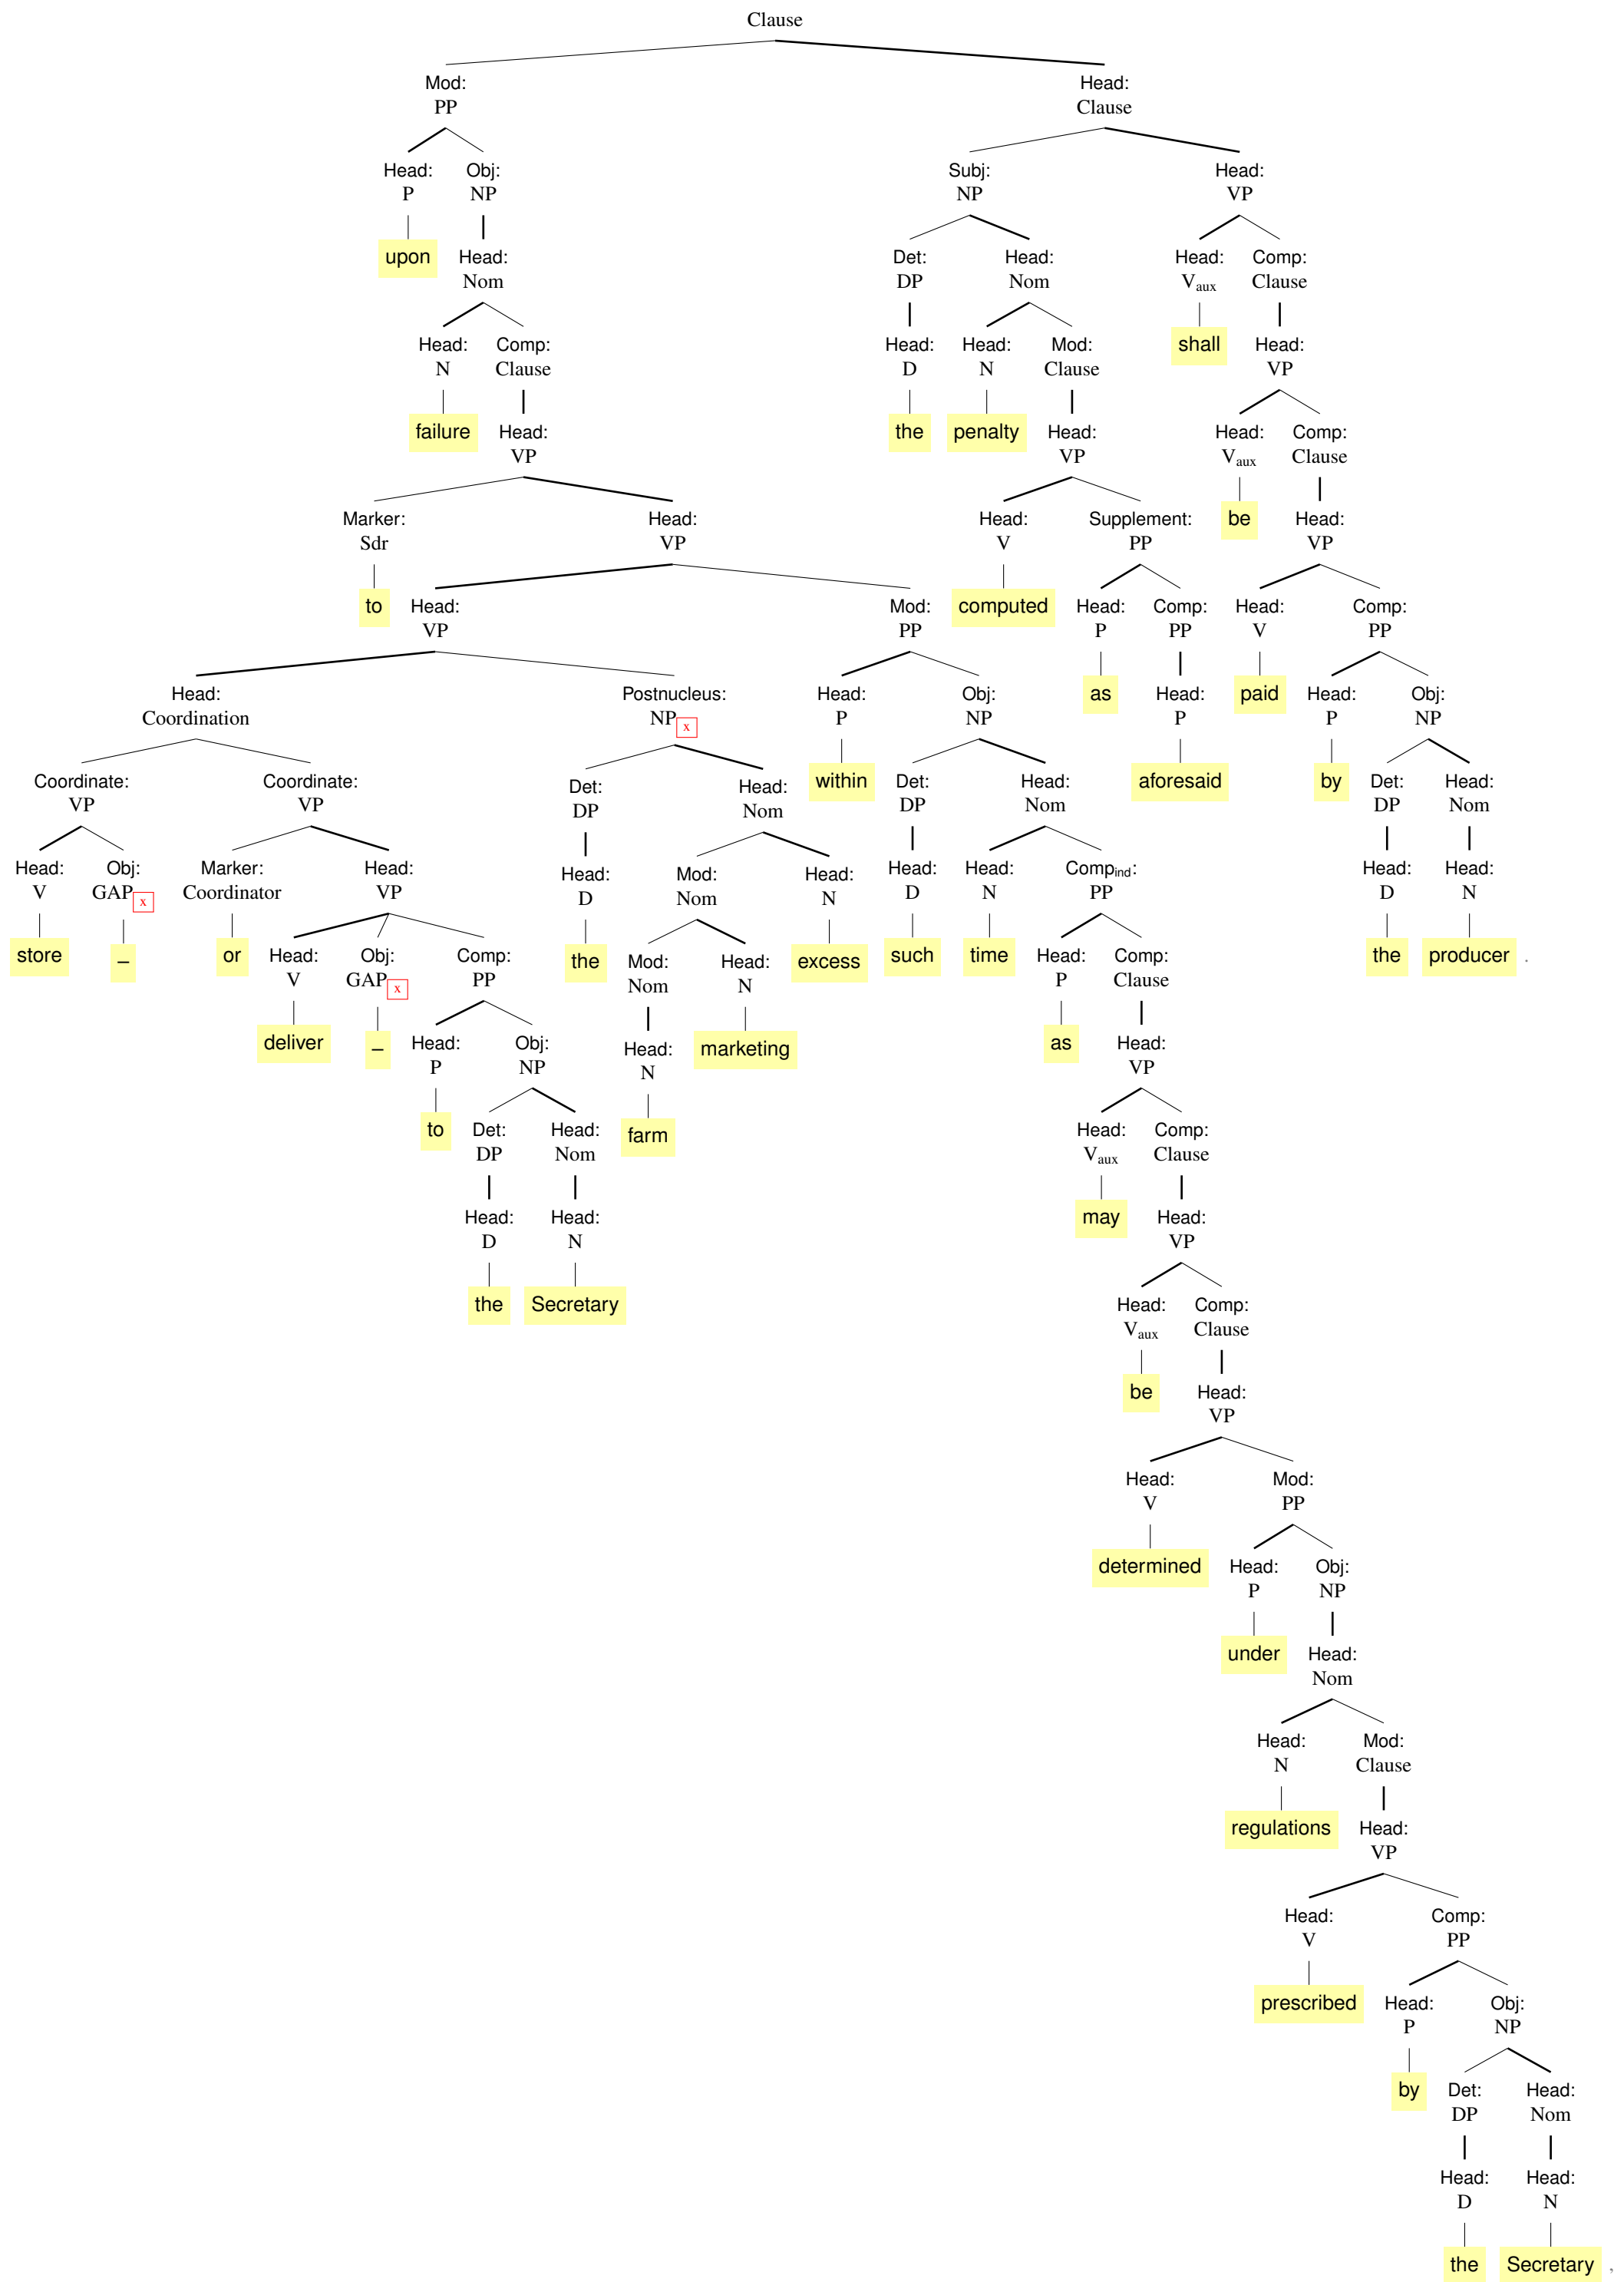 Clause
Mod: Head:
PP Clause
Head: Obj: Subj: Head:
P NP NP VP
upon Head: Det: Head: Head: Comp:
Nom DP Nom Vaux Clause
Head: Comp: Head: Head: Mod: shall Head:
N Clause D N Clause VP
failure Head: the penalty Head: Head: Comp:
VP VP Vaux Clause
Marker: Head: Head: Supplement: be Head:
Sdr VP V PP VP
to Head: Mod: computed Head: Comp: Head: Comp:
VP PP P PP V PP
Head: Postnucleus: Head: Obj: as Head: paid Head: Obj:
Coordination NP x P NP P P NP
Coordinate: Coordinate: Det: Head: within Det: Head: aforesaid by Det: Head:
VP VP DP Nom DP Nom DP Nom
Head: Obj: Marker: Head: Head: Mod: Head: Head: Head: Compind: Head: Head:
V GAP x Coordinator VP D Nom N D N PP D N
store – or Head: Obj: Comp: the Mod: Head: excess such time Head: Comp: the producer .
V GAP x PP Nom N P Clause
deliver – Head: Obj: Head: marketing as Head:
P NP N VP
to Det: Head: farm Head: Comp:
DP Nom Vaux Clause
Head: Head: may Head:
D N VP
the Secretary Head: Comp:
Vaux Clause
be Head:
VP
Head: Mod:
V PP
determined Head: Obj:
P NP
under Head:
Nom
Head: Mod:
N Clause
regulations Head:
VP
Head: Comp:
V PP
prescribed Head: Obj:
P NP
by Det: Head:
DP Nom
Head: Head:
D N
the Secretary ,